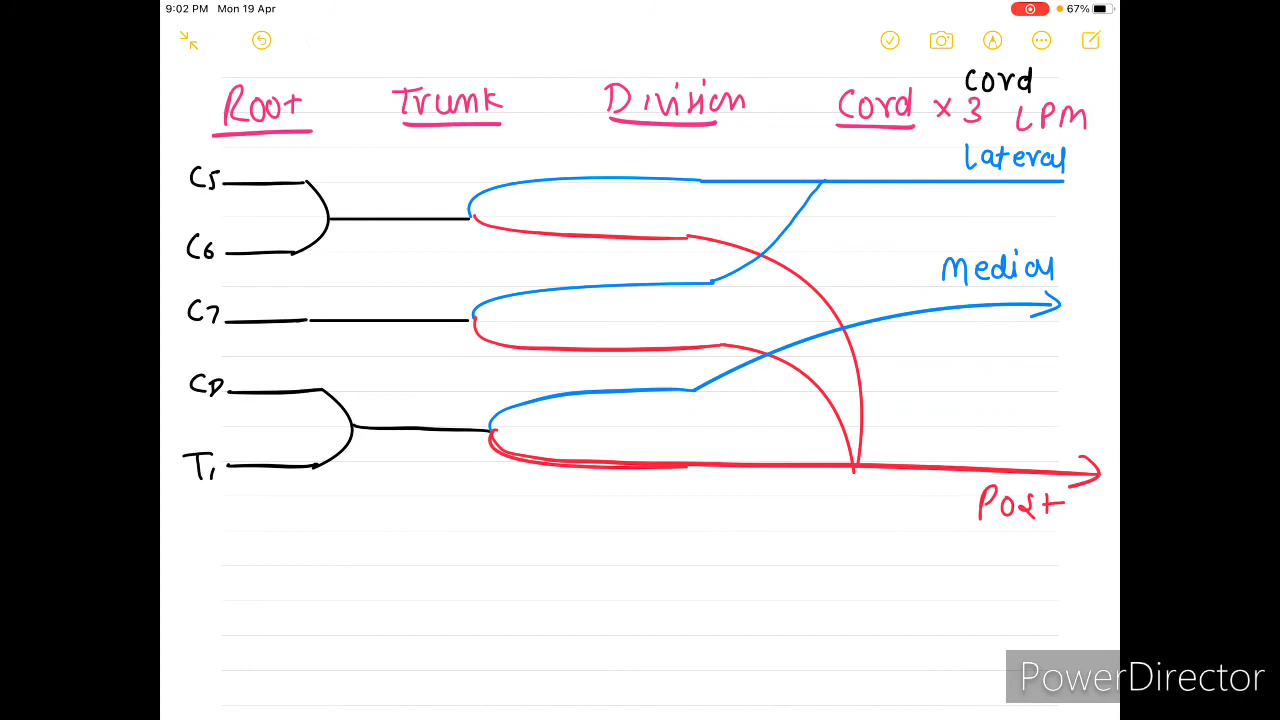 9:02 PM Mon 19 Apr
67%
Root Trunk Division Cord x 3 Cord
LPM
Lateral
C5
C6
Medial
C7
C8
T1
Post
PowerDirector